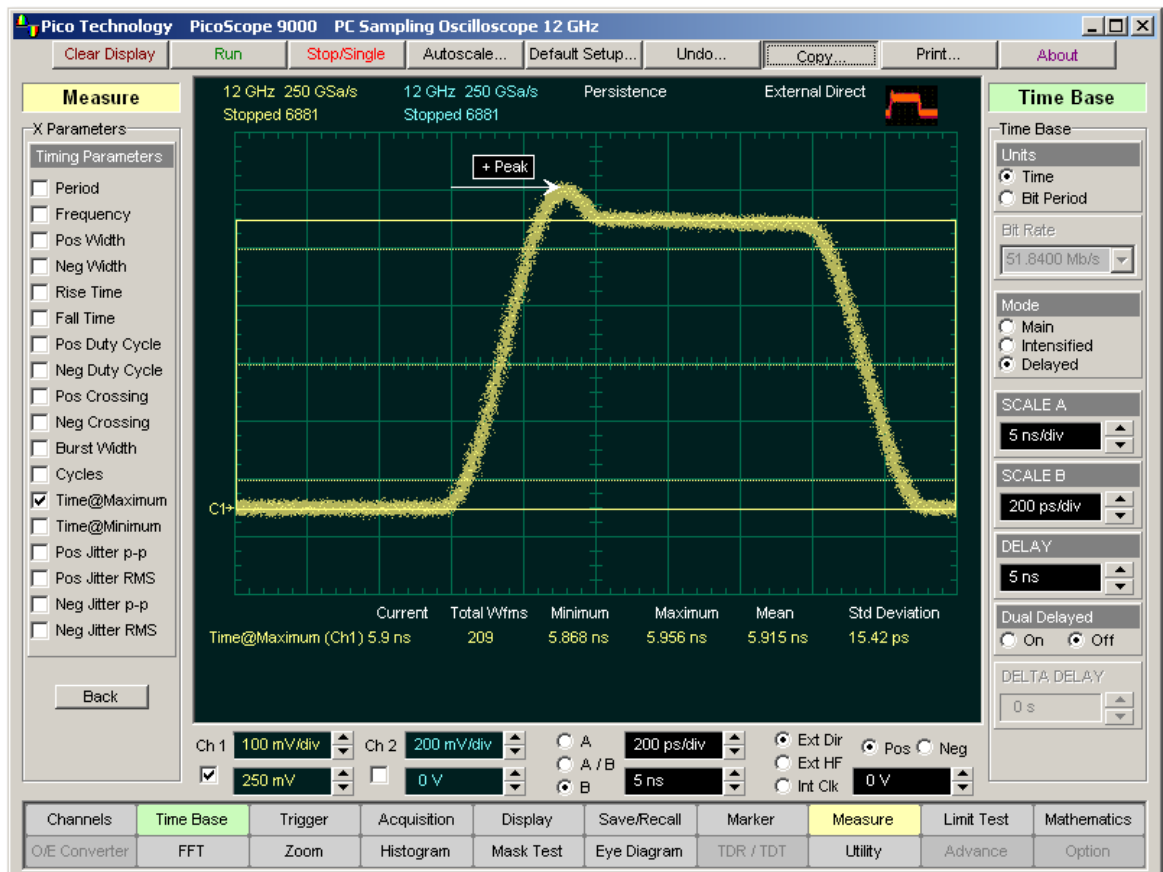 Pico Technology PicoScope 9000 PC Sampling Oscilloscope 12 GHz
Clear Display Run Stop/Single Autoscale... Default Setup... Undo... Copy... Print... About
Measure
X Parameters
Timing Parameters
Period
Frequency
Pos Width
Neg Width
Rise Time
Fall Time
Pos Duty Cycle
Neg Duty Cycle
Pos Crossing
Neg Crossing
Burst Width
Cycles
Time@Maximum
Time@Minimum
Pos Jitter p-p
Pos Jitter RMS
Neg Jitter p-p
Neg Jitter RMS
Back
12 GHz 250 GSa/s 12 GHz 250 GSa/s Persistence External Direct
Stopped 6881 Stopped 6881
+ Peak
C1
Current Total Wfms Minimum Maximum Mean Std Deviation
Time@Maximum (Ch1) 5.9 ns 209 5.868 ns 5.956 ns 5.915 ns 15.42 ps
Time Base
Time Base
Units
Time
Bit Period
Bit Rate
51.8400 Mb/s
Mode
Main
Intensified
Delayed
SCALE A
5 ns/div
SCALE B
200 ps/div
DELAY
5 ns
Dual Delayed
On Off
DELTA DELAY
0 s
Ch 1 100 mV/div Ch 2 200 mV/div A 200 ps/div Ext Dir Pos Neg
A / B Ext HF
250 mV 0 V B 5 ns Int Clk 0 V
Channels Time Base Trigger Acquisition Display Save/Recall Marker Measure Limit Test Mathematics
O/E Converter FFT Zoom Histogram Mask Test Eye Diagram TDR / TDT Utility Advance Option